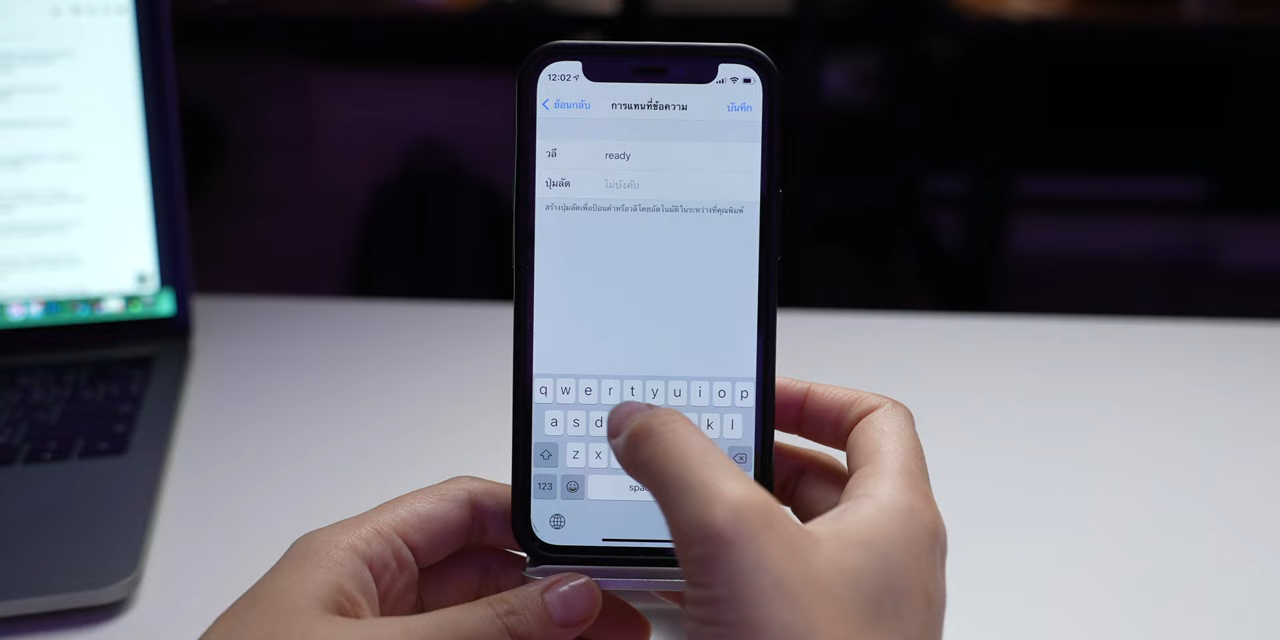 12:02
ย้อนกลับ การแทนที่ข้อความ บันทึก
วลี ready
ปุ่มลัด ไม่บังคับ
สร้างปุ่มลัดเพื่อป้อนคำหรือวลีโดยอัตโนมัติในระหว่างที่คุณพิมพ์
q w e r t y u i o p
a s d k l
z x
123